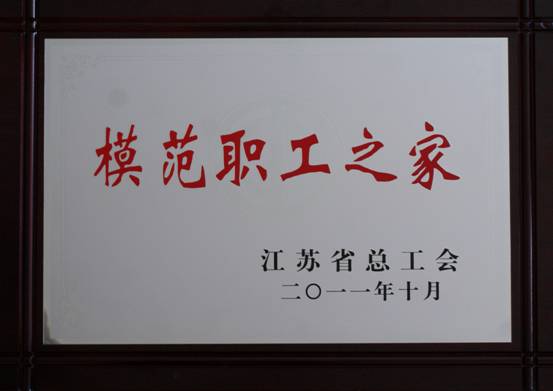 模范职工之家
江苏省总工会
二〇一一年十月